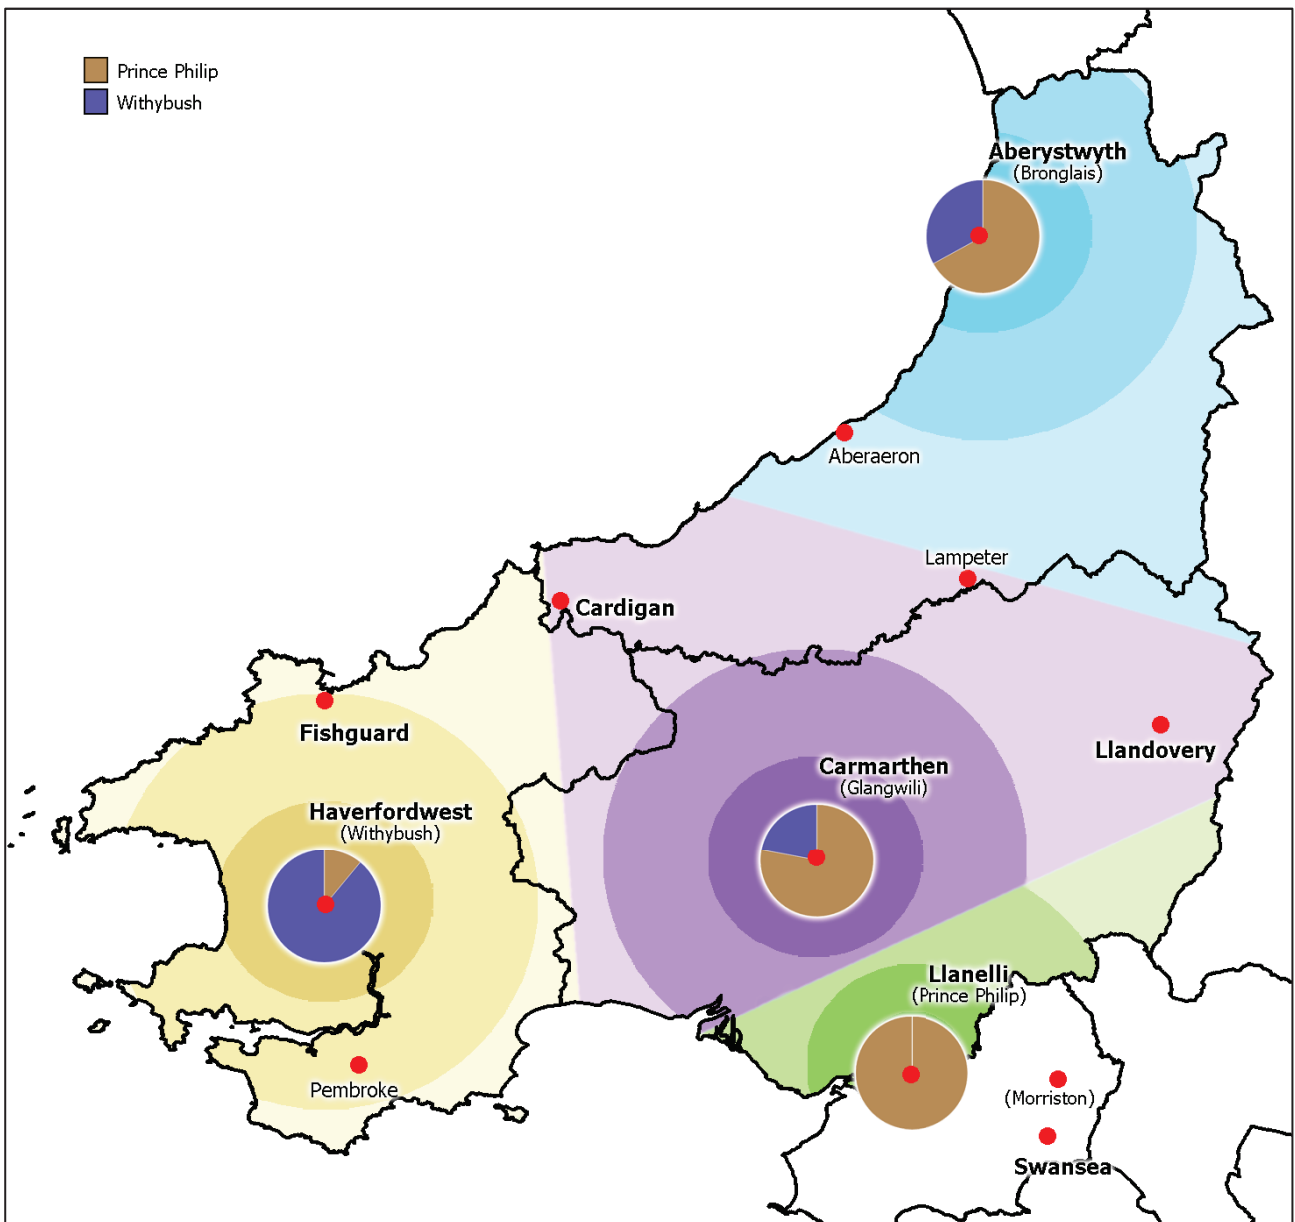 Prince Philip
Withybush
Aberystwyth
(Bronglais)
Aberaeron
Lampeter
Cardigan
Fishguard
Llandovery
Carmarthen
(Glangwili)
Haverfordwest
(Withybush)
Llanelli
(Prince Philip)
Pembroke
(Morriston)
Swansea